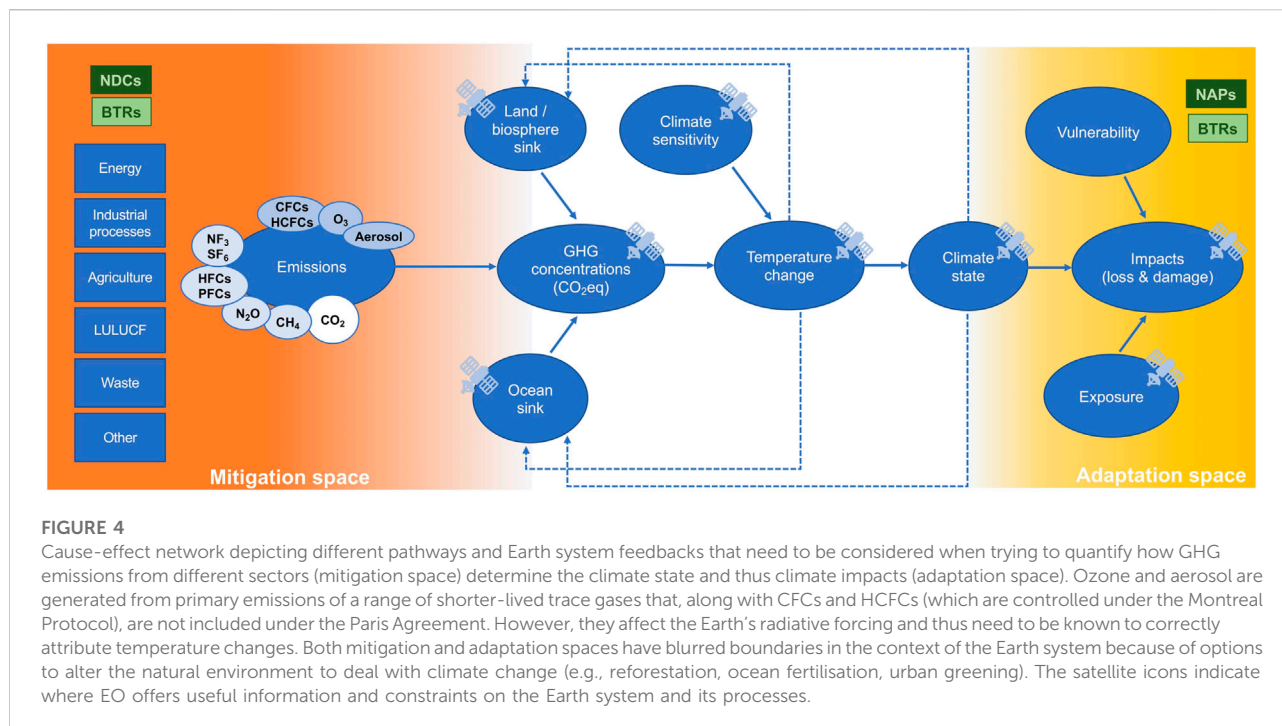 NDCs
BTRs
Energy
Industrial
processes
Agriculture
LULUCF
Waste
Other
CFCs
HCFCs
O₃
Aerosol
NF₃
SF₆
Emissions
HFCs
PFCs
N₂O
CH₄
CO₂
Mitigation space
Land /
biosphere
sink
Climate
sensitivity
GHG
concentrations
(CO₂eq)
Temperature
change
Climate
state
Ocean
sink
NAPs
BTRs
Vulnerability
Impacts
(loss & damage)
Exposure
Adaptation space
FIGURE 4
Cause-effect network depicting different pathways and Earth system feedbacks that need to be considered when trying to quantify how GHG
emissions from different sectors (mitigation space) determine the climate state and thus climate impacts (adaptation space). Ozone and aerosol are
generated from primary emissions of a range of shorter-lived trace gases that, along with CFCs and HCFCs (which are controlled under the Montreal
Protocol), are not included under the Paris Agreement. However, they affect the Earth's radiative forcing and thus need to be known to correctly
attribute temperature changes. Both mitigation and adaptation spaces have blurred boundaries in the context of the Earth system because of options
to alter the natural environment to deal with climate change (e.g., reforestation, ocean fertilisation, urban greening). The satellite icons indicate
where EO offers useful information and constraints on the Earth system and its processes.